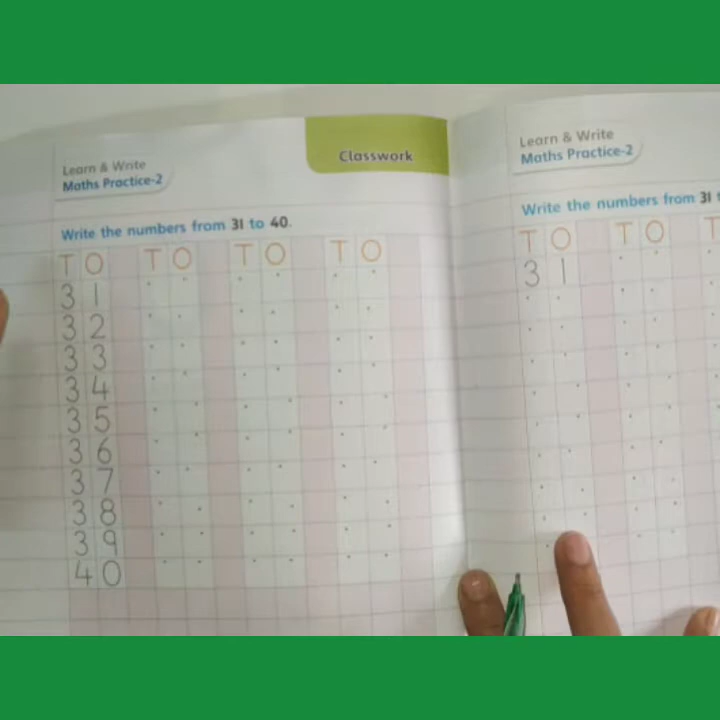 Learn & Write
Maths Practice-2
Classwork
Write the numbers from 31 to 40.
T O T O T O T O
3 1
3 2
3 3
3 4
3 5
3 6
3 7
3 8
3 9
4 0
Learn & Write
Maths Practice-2
Write the numbers from 31
T O T O T
3 1